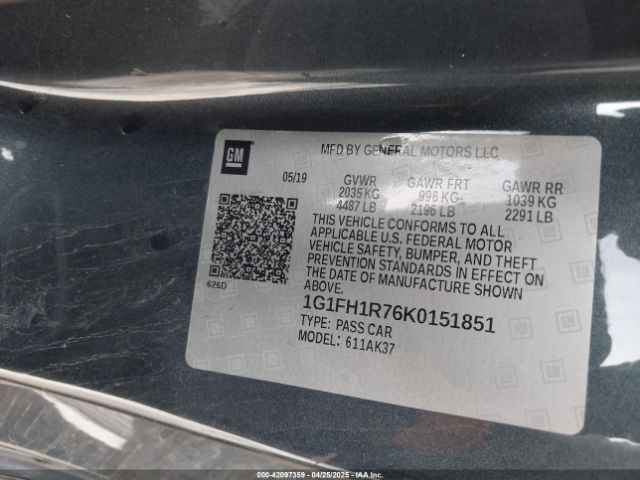 GM
MFD BY GENERAL MOTORS LLC
05/19
GVWR GAWR FRT GAWR RR
2035 KG 996 KG 1039 KG
4487 LB 2196 LB 2291 LB
THIS VEHICLE CONFORMS TO ALL
APPLICABLE U.S. FEDERAL MOTOR
VEHICLE SAFETY, BUMPER, AND THEFT
PREVENTION STANDARDS IN EFFECT ON
THE DATE OF MANUFACTURE SHOWN
ABOVE.
626D
1G1FH1R76K0151851
TYPE: PASS CAR
MODEL: 611AK37
000-42097359 - 04/25/2025 - IAAI.COM